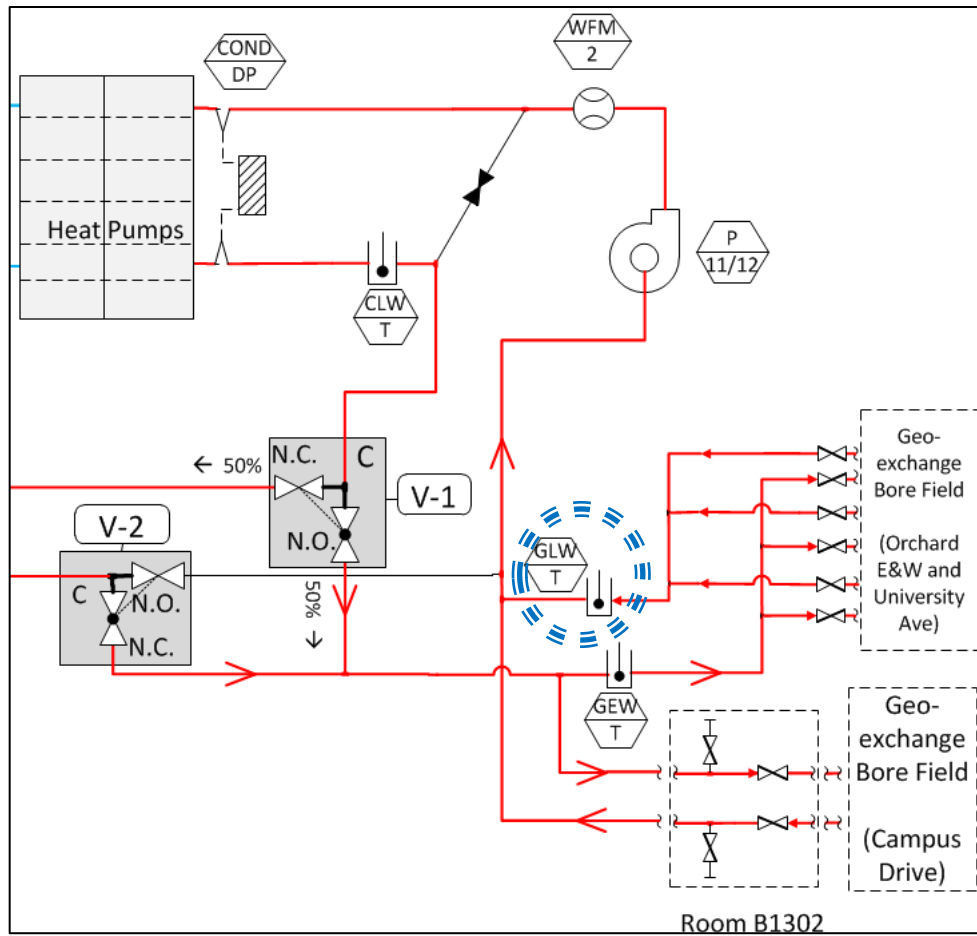 COND
DP
WFM
2
Heat Pumps
P
11/12
CLW
T
← 50%
N.C.
C
V-1
N.O.
V-2
C
N.O.
N.C.
50% →
GLW
T
GEW
T
Geo-
exchange
Bore Field
(Orchard
E&W and
University
Ave)
Geo-
exchange
Bore Field
(Campus
Drive)
Room B1302